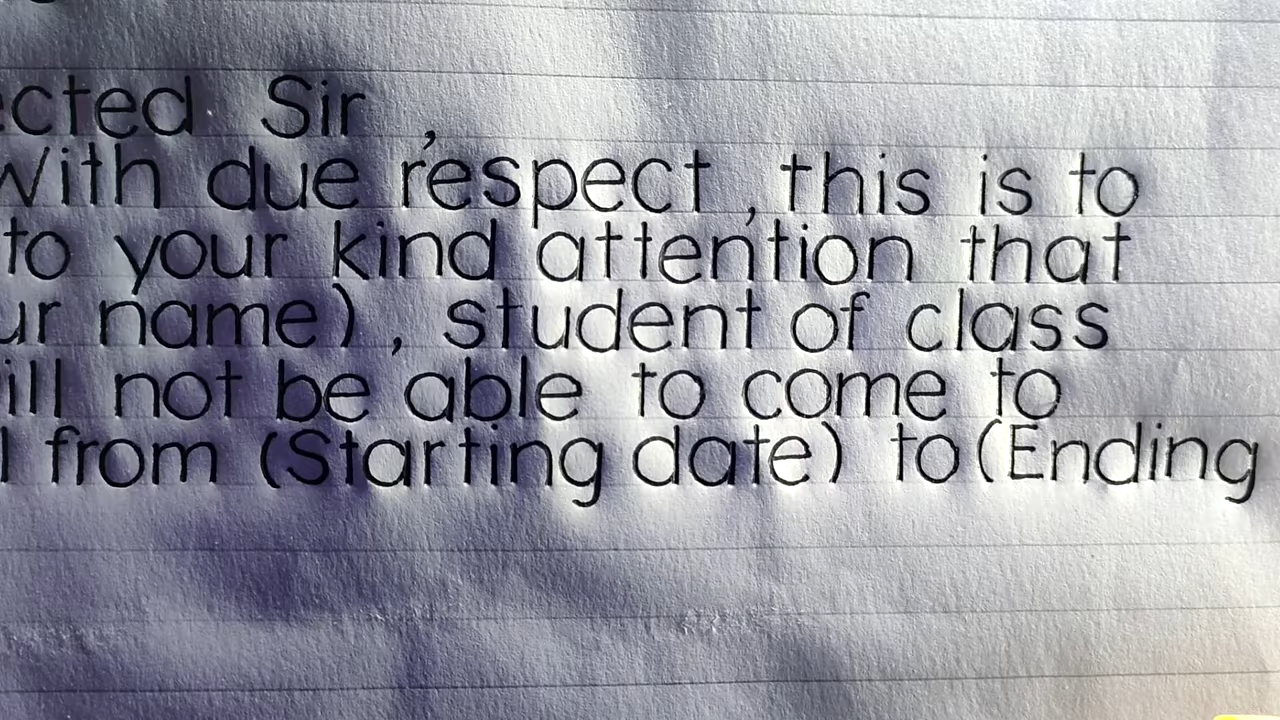 ected Sir ,
With due respect , this is to
to your kind attention that
ur name) , student of class
ill not be able to come to
l from (Starting date) to (Ending